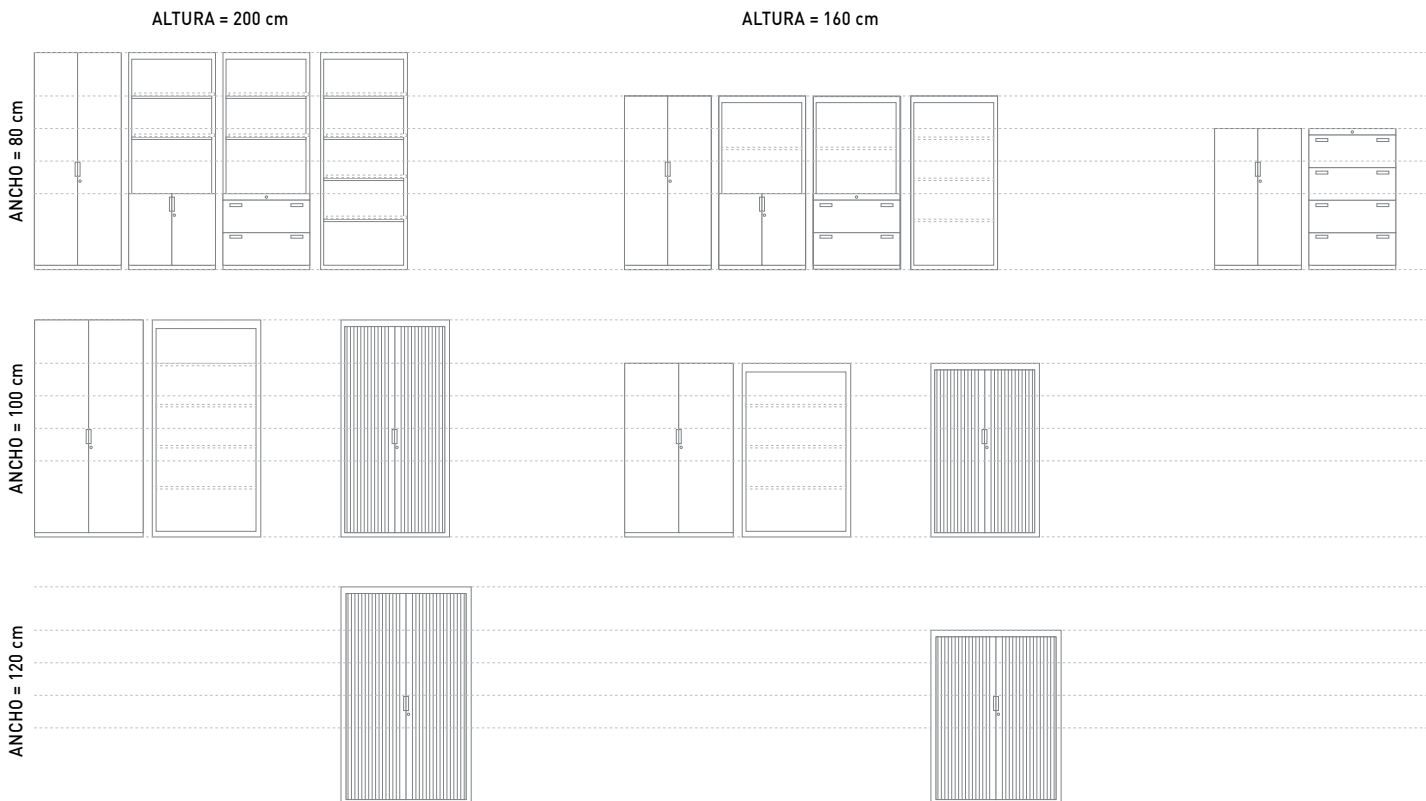 ALTURA = 200 cm
ALTURA = 160 cm
ANCHO = 80 cm
ANCHO = 100 cm
ANCHO = 120 cm